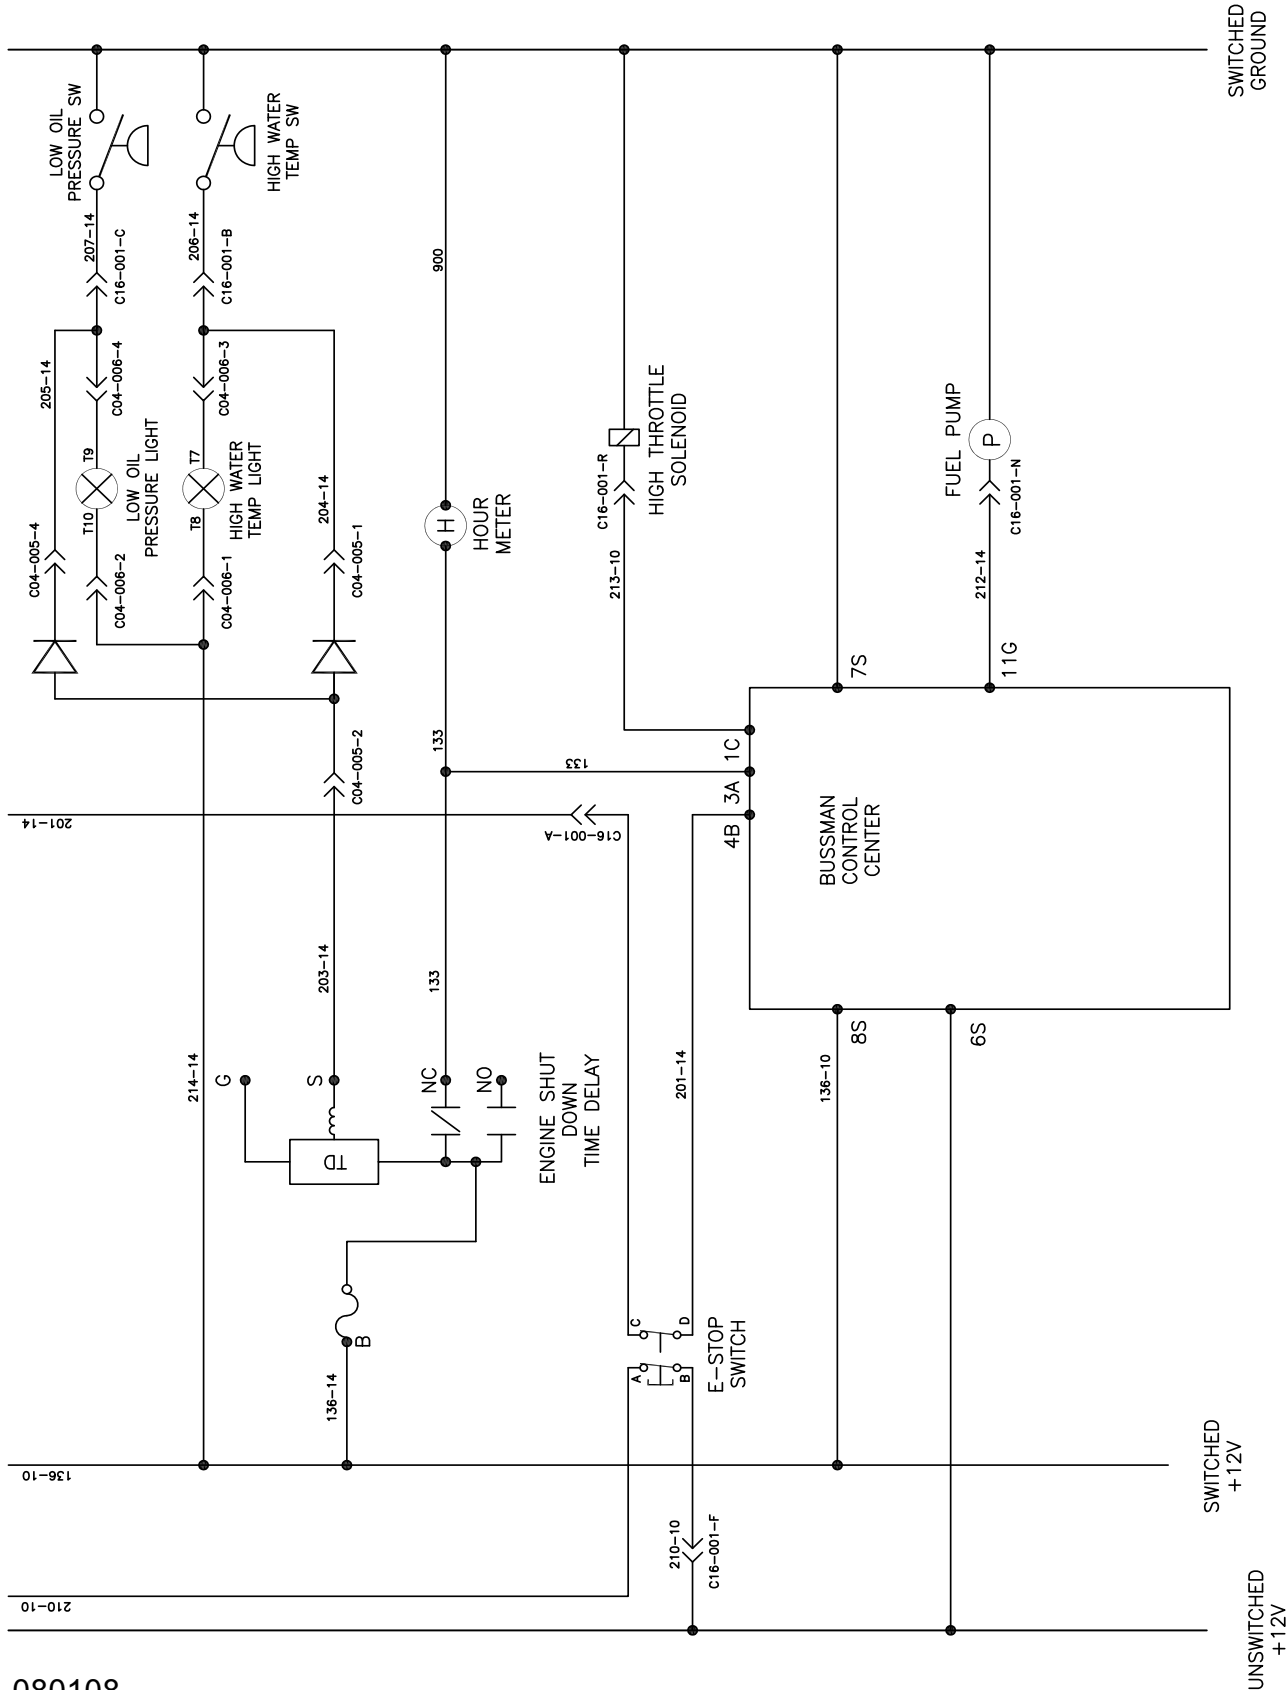 SWITCHED
GROUND
LOW OIL
PRESSURE SW
HIGH WATER
TEMP SW
207-14
C16-001-C
206-14
C16-001-B
900
205-14
C04-006-4
C04-006-3
T9
T10
LOW OIL
PRESSURE LIGHT
T7
T8
HIGH WATER
TEMP LIGHT
204-14
C04-005-4
C04-006-2
C04-006-1
C04-005-1
H
HOUR
METER
C16-001-R
HIGH THROTTLE
SOLENOID
213-10
FUEL PUMP
P
C16-001-N
212-14
7S
11G
133
133
1C
3A
4B
C04-005-2
201-14
C16-001-A
BUSSMAN
CONTROL
CENTER
203-14
133
214-14
G
S
NC
NO
TD
ENGINE SHUT
DOWN
TIME DELAY
201-14
8S
6S
136-10
B
136-14
C
D
A
B
E-STOP
SWITCH
136-10
SWITCHED
+12V
210-10
C16-001-F
210-10
UNSWITCHED
+12V
080108